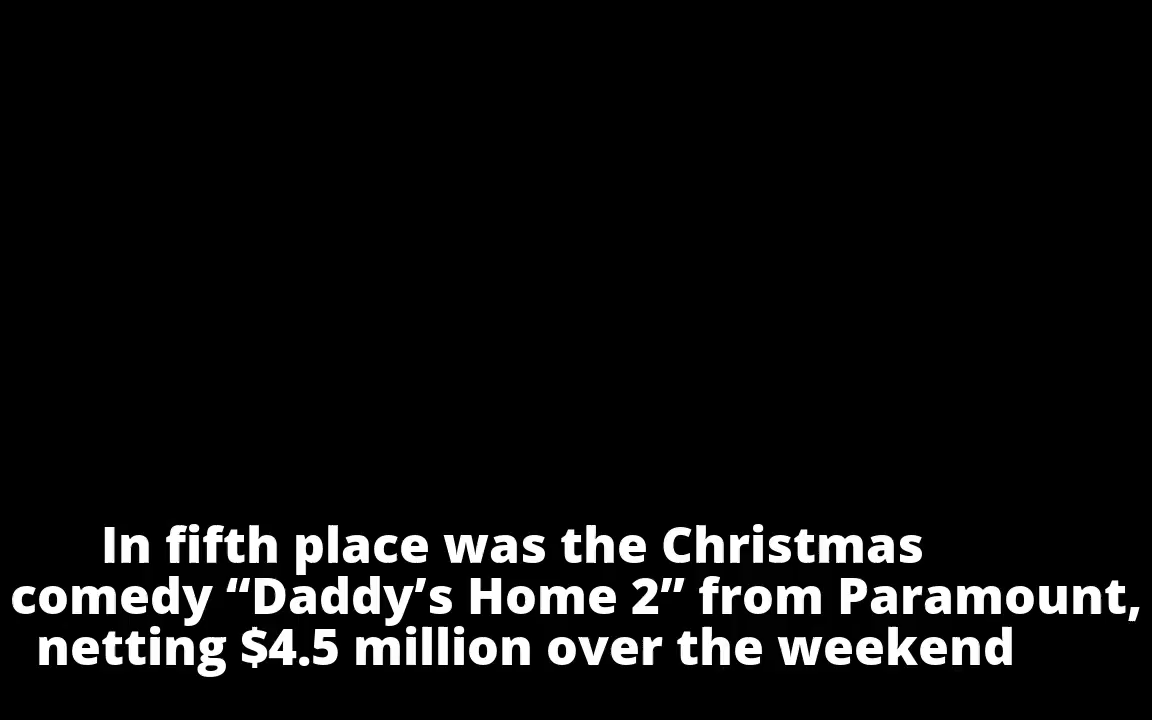 In fifth place was the Christmas
comedy “Daddy’s Home 2” from Paramount,
netting $4.5 million over the weekend